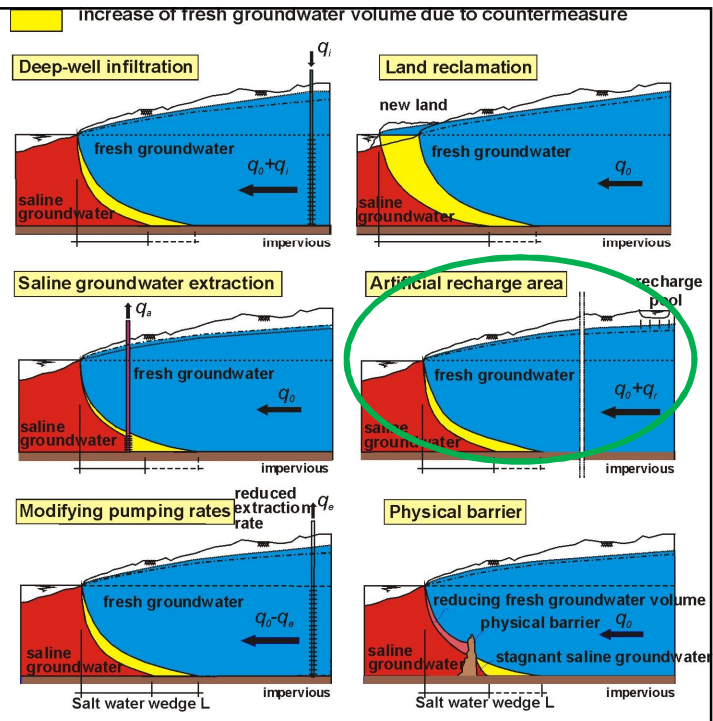 increase of fresh groundwater volume due to countermeasure
Deep-well infiltration
qi
fresh groundwater
q0+qi
saline
groundwater
impervious
Land reclamation
new land
fresh groundwater
q0
saline
groundwater
impervious
Saline groundwater extraction
qa
fresh groundwater
q0
saline
groundwater
impervious
Artificial recharge area
recharge
pool
fresh groundwater
q0+qr
saline
groundwater
impervious
Modifying pumping rates
reduced
extraction
rate
qe
fresh groundwater
q0-qe
saline
groundwater
impervious
Salt water wedge L
Physical barrier
reducing fresh groundwater volume
physical barrier
q0
saline
groundwater
stagnant saline groundwater
impervious
Salt water wedge L